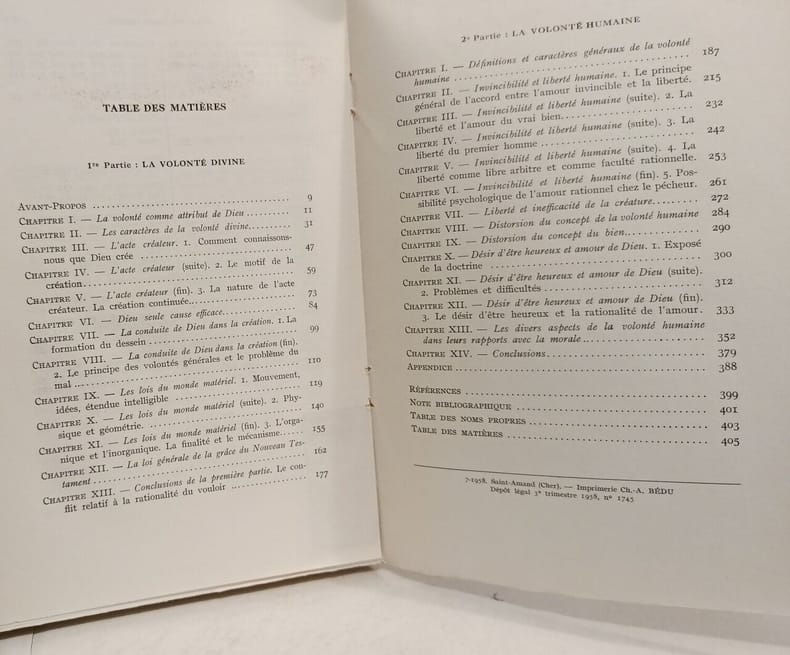 TABLE DES MATIÈRES
1re Partie : LA VOLONTÉ DIVINE
AVANT-PROPOS ........ 9
CHAPITRE I. — La volonté comme attribut de Dieu ........ 11
CHAPITRE II. — Les caractères de la volonté divine ........ 31
CHAPITRE III. — L'acte créateur. 1. Comment connaissons-
nous que Dieu crée ........ 47
CHAPITRE IV. — L'acte créateur (suite). 2. Le motif de la
création ........ 59
CHAPITRE V. — L'acte créateur (fin). 3. La nature de l'acte
créateur. La création continuée ........ 73
CHAPITRE VI. — Dieu seule cause efficace ........ 84
CHAPITRE VII. — La conduite de Dieu dans la création. 1. La
formation du dessein ........ 99
CHAPITRE VIII. — La conduite de Dieu dans la création (fin).
2. Le principe des volontés générales et le problème du
mal ........ 110
CHAPITRE IX. — Les lois du monde matériel. 1. Mouvement,
idées, étendue intelligible ........ 119
CHAPITRE X. — Les lois du monde matériel (suite). 2. Phy-
sique et géométrie. ........ 140
CHAPITRE XI. — Les lois du monde matériel (fin). 3. L'orga-
nique et l'inorganique. La finalité et le mécanisme ........ 155
CHAPITRE XII. — La loi générale de la grâce du Nouveau Tes-
tament ........ 162
CHAPITRE XIII. — Conclusions de la première partie. Le con-
flit relatif à la rationalité du vouloir ........ 177
2e Partie : LA VOLONTÉ HUMAINE
CHAPITRE I. — Définitions et caractères généraux de la volonté
humaine ........ 187
CHAPITRE II. — Invincibilité et liberté humaine. 1. Le principe
général de l'accord entre l'amour invincible et la liberté. 215
CHAPITRE III. — Invincibilité et liberté humaine (suite). 2. La
liberté et l'amour du vrai bien ........ 232
CHAPITRE IV. — Invincibilité et liberté humaine (suite). 3. La
liberté du premier homme ........ 242
CHAPITRE V. — Invincibilité et liberté humaine (suite). 4. La
liberté comme libre arbitre et comme faculté rationnelle. 253
CHAPITRE VI. — Invincibilité et liberté humaine (fin). 5. Pos-
sibilité psychologique de l'amour rationnel chez le pécheur. 261
CHAPITRE VII. — Liberté et inefficacité de la créature ........ 272
CHAPITRE VIII. — Distorsion du concept de la volonté humaine 284
CHAPITRE IX. — Distorsion du concept du bien ........ 290
CHAPITRE X. — Désir d'être heureux et amour de Dieu. 1. Exposé
de la doctrine ........ 300
CHAPITRE XI. — Désir d'être heureux et amour de Dieu (suite).
2. Problèmes et difficultés ........ 312
CHAPITRE XII. — Désir d'être heureux et amour de Dieu (fin).
3. Le désir d'être heureux et la rationalité de l'amour. 333
CHAPITRE XIII. — Les divers aspects de la volonté humaine
dans leurs rapports avec la morale ........ 352
CHAPITRE XIV. — Conclusions ........ 379
APPENDICE ........ 388
RÉFÉRENCES ........ 399
NOTE BIBLIOGRAPHIQUE ........ 401
TABLE DES NOMS PROPRES ........ 403
TABLE DES MATIÈRES ........ 405
7-1958. Saint-Amand (Cher). — Imprimerie Ch.-A. BÉDU
Dépôt légal 3e trimestre 1958, no 1745